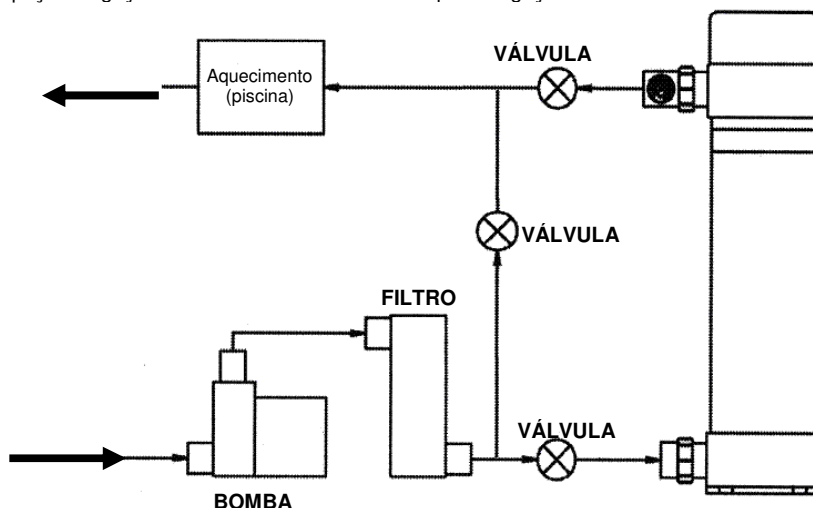 VÁLVULA
Aquecimento
(piscina)
VÁLVULA
FILTRO
VÁLVULA
BOMBA